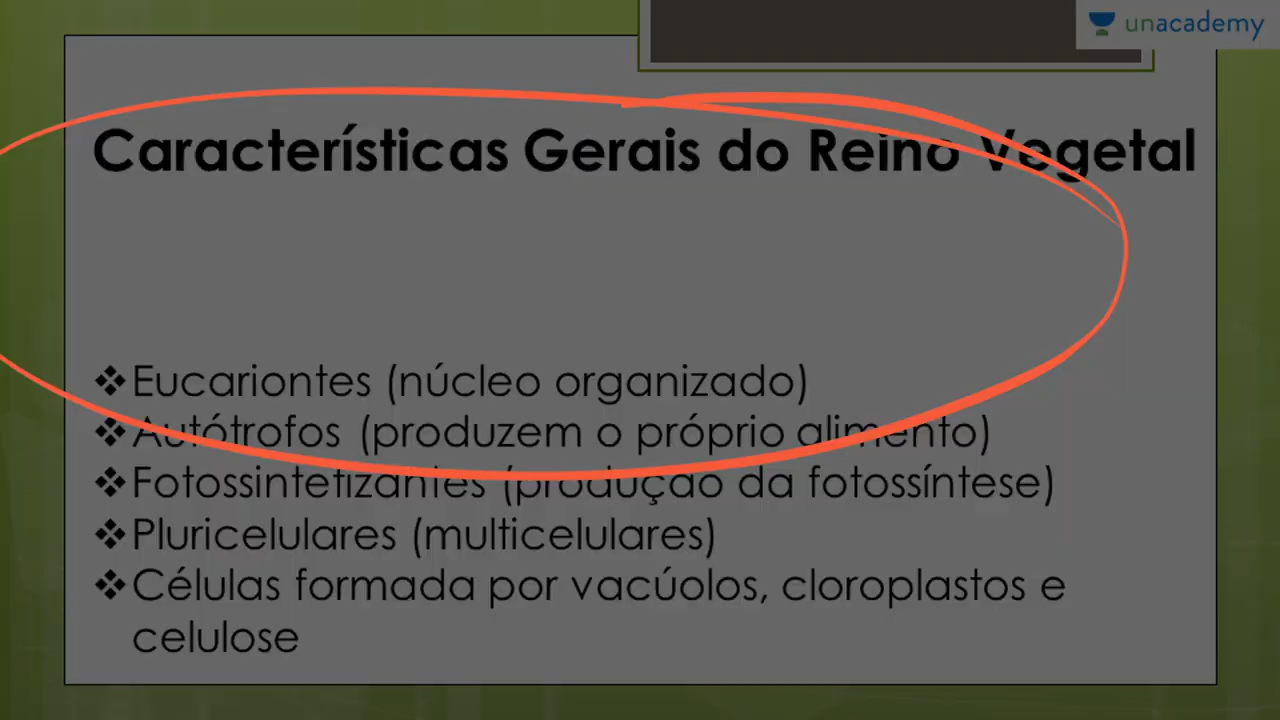 unacademy
Características Gerais do Reino Vegetal
❖Eucariontes (núcleo organizado)
❖Autótrofos (produzem o próprio alimento)
❖Fotossintetizantes (produção da fotossíntese)
❖Pluricelulares (multicelulares)
❖Células formada por vacúolos, cloroplastos e
celulose